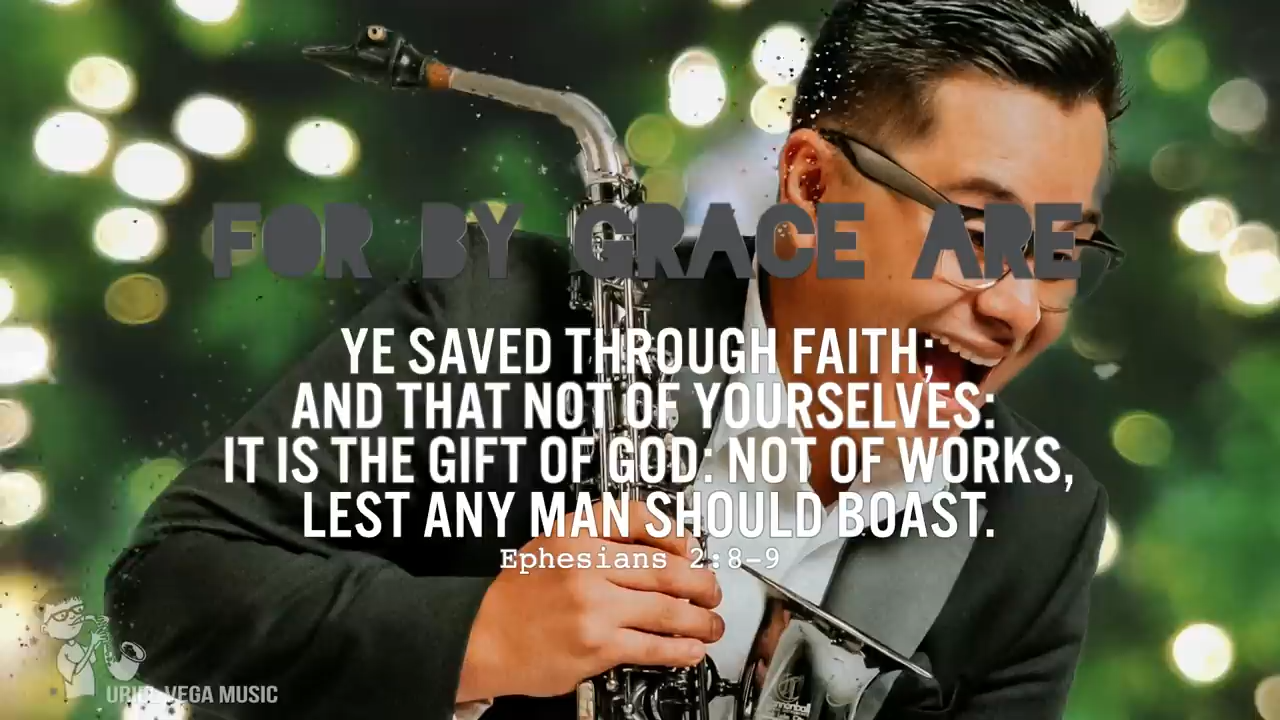 FOR BY GRACE ARE
YE SAVED THROUGH FAITH;
AND THAT NOT OF YOURSELVES:
IT IS THE GIFT OF GOD: NOT OF WORKS,
LEST ANY MAN SHOULD BOAST.
Ephesians 2:8-9
VEGA MUSIC